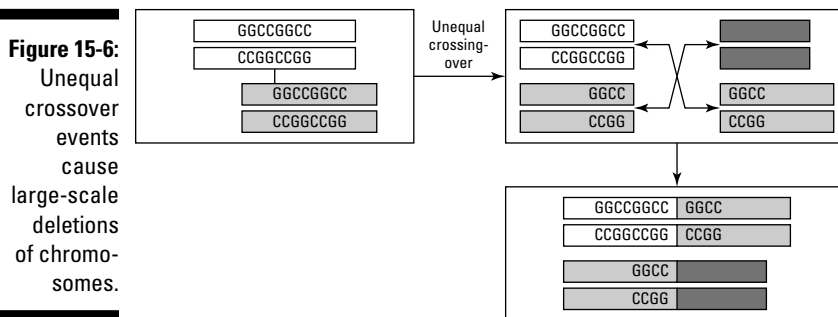 Figure 15-6:
Unequal
crossover
events
cause
large-scale
deletions
of chromo-
somes.
GGCCGGCC
CCGGCCGG
GGCCGGCC
CCGGCCGG
Unequal
crossing-
over
GGCCGGCC
CCGGCCGG
GGCC
CCGG
GGCC
CCGG
GGCCGGCC GGCC
CCGGCCGG CCGG
GGCC
CCGG